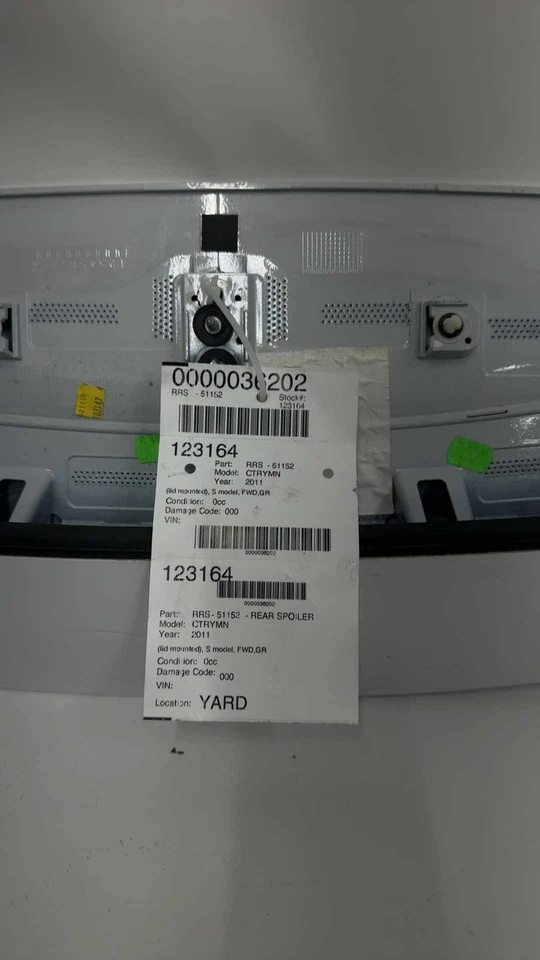 0000036202
RRS - 51152
Stock#:
123164
123164
Part: RRS - 51152
Model: CTRYMN
Year: 2011
(lid mounted), S model, FWD,GR
Condition: 0cc
Damage Code: 000
VIN:
0000036202
123164
0000036202
Part: RRS - 51152 - REAR SPOILER
Model: CTRYMN
Year: 2011
(lid mounted), S model, FWD,GR
Condition: 0cc
Damage Code: 000
VIN:
Location: YARD